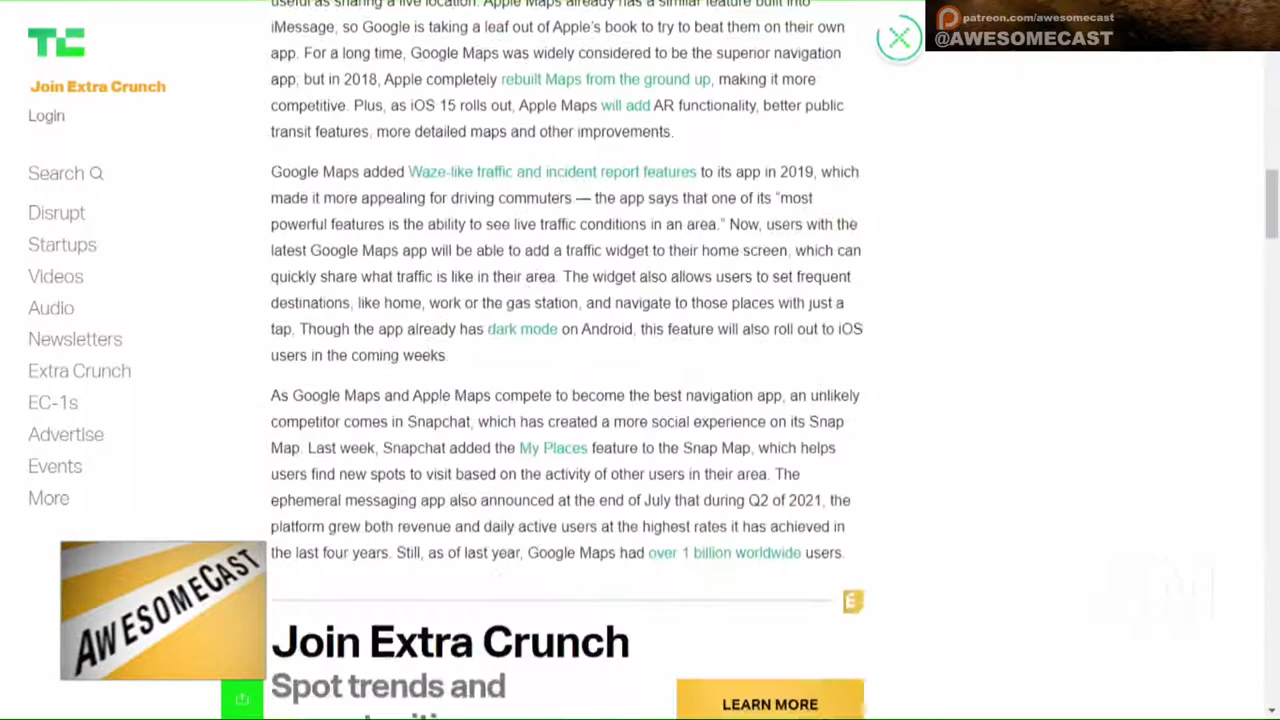 patreon.com/awesomecast
@AWESOMECAST
TC
Join Extra Crunch
Login
Search
Disrupt
Startups
Videos
Audio
Newsletters
Extra Crunch
EC-1s
Advertise
Events
More
AWESOMECAST
useful as sharing a live location. Apple Maps already has a similar feature built into
iMessage, so Google is taking a leaf out of Apple's book to try to beat them on their own
app. For a long time, Google Maps was widely considered to be the superior navigation
app, but in 2018, Apple completely rebuilt Maps from the ground up, making it more
competitive. Plus, as iOS 15 rolls out, Apple Maps will add AR functionality, better public
transit features, more detailed maps and other improvements.
Google Maps added Waze-like traffic and incident report features to its app in 2019, which
made it more appealing for driving commuters — the app says that one of its “most
powerful features is the ability to see live traffic conditions in an area.” Now, users with the
latest Google Maps app will be able to add a traffic widget to their home screen, which can
quickly share what traffic is like in their area. The widget also allows users to set frequent
destinations, like home, work or the gas station, and navigate to those places with just a
tap. Though the app already has dark mode on Android, this feature will also roll out to iOS
users in the coming weeks.
As Google Maps and Apple Maps compete to become the best navigation app, an unlikely
competitor comes in Snapchat, which has created a more social experience on its Snap
Map. Last week, Snapchat added the My Places feature to the Snap Map, which helps
users find new spots to visit based on the activity of other users in their area. The
ephemeral messaging app also announced at the end of July that during Q2 of 2021, the
platform grew both revenue and daily active users at the highest rates it has achieved in
the last four years. Still, as of last year, Google Maps had over 1 billion worldwide users.
Join Extra Crunch
Spot trends and
LEARN MORE